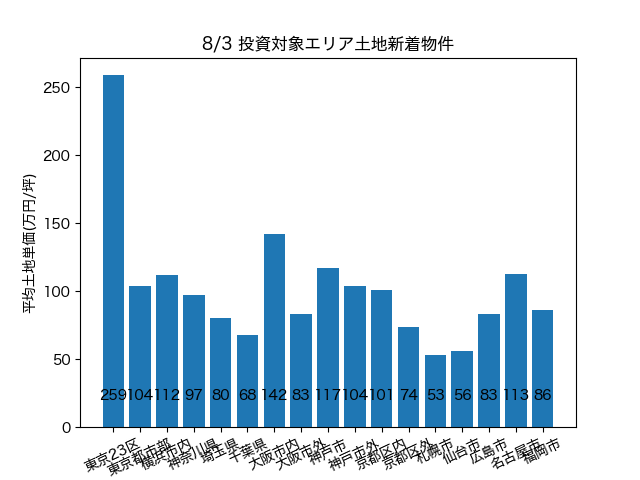 8/3 投資対象エリア土地新着物件
平均土地単価(万円/坪)
250
200
150
100
50
0
259 104 112 97 80 68 142 83 117 104 101 74 53 56 83 113 86
東京23区 東京都市部 横浜市内 神奈川県 埼玉県 千葉県 大阪市内 大阪市外 神戸市 神戸市外 京都区内 京都区外 札幌市 仙台市 広島市 名古屋市 福岡市